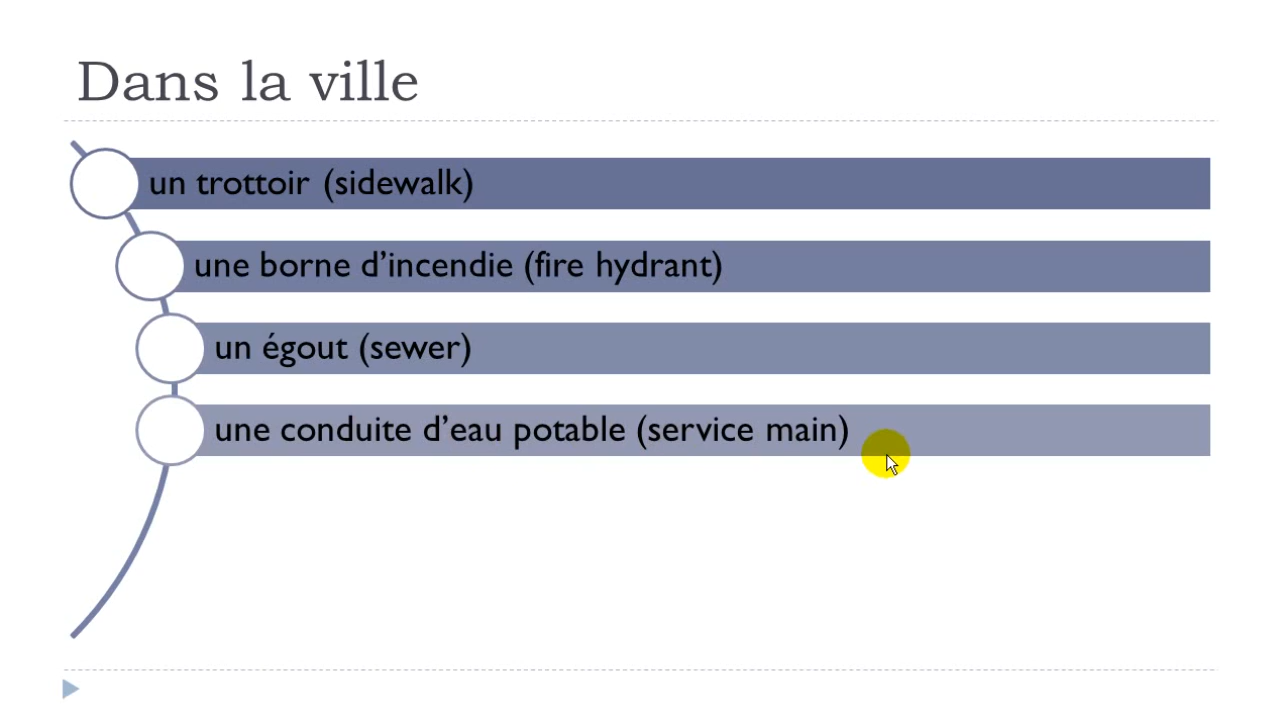 Dans la ville
un trottoir (sidewalk)
une borne d’incendie (fire hydrant)
un égout (sewer)
une conduite d’eau potable (service main)